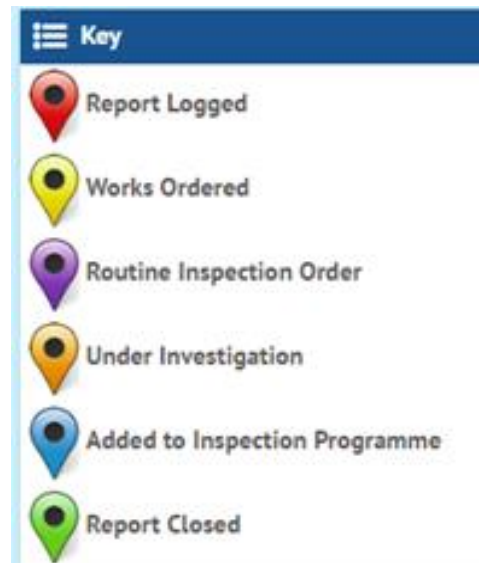 Key
Report Logged
Works Ordered
Routine Inspection Order
Under Investigation
Added to Inspection Programme
Report Closed